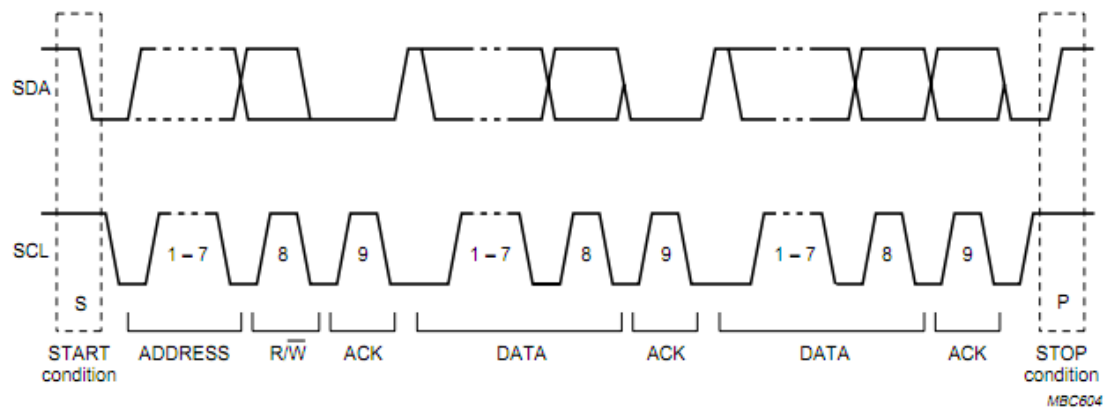 SDA
SCL
1 – 7
8
9
1 – 7
8
9
1 – 7
8
9
S
P
START
condition
ADDRESS
R/W̅
ACK
DATA
ACK
DATA
ACK
STOP
condition
MBC604